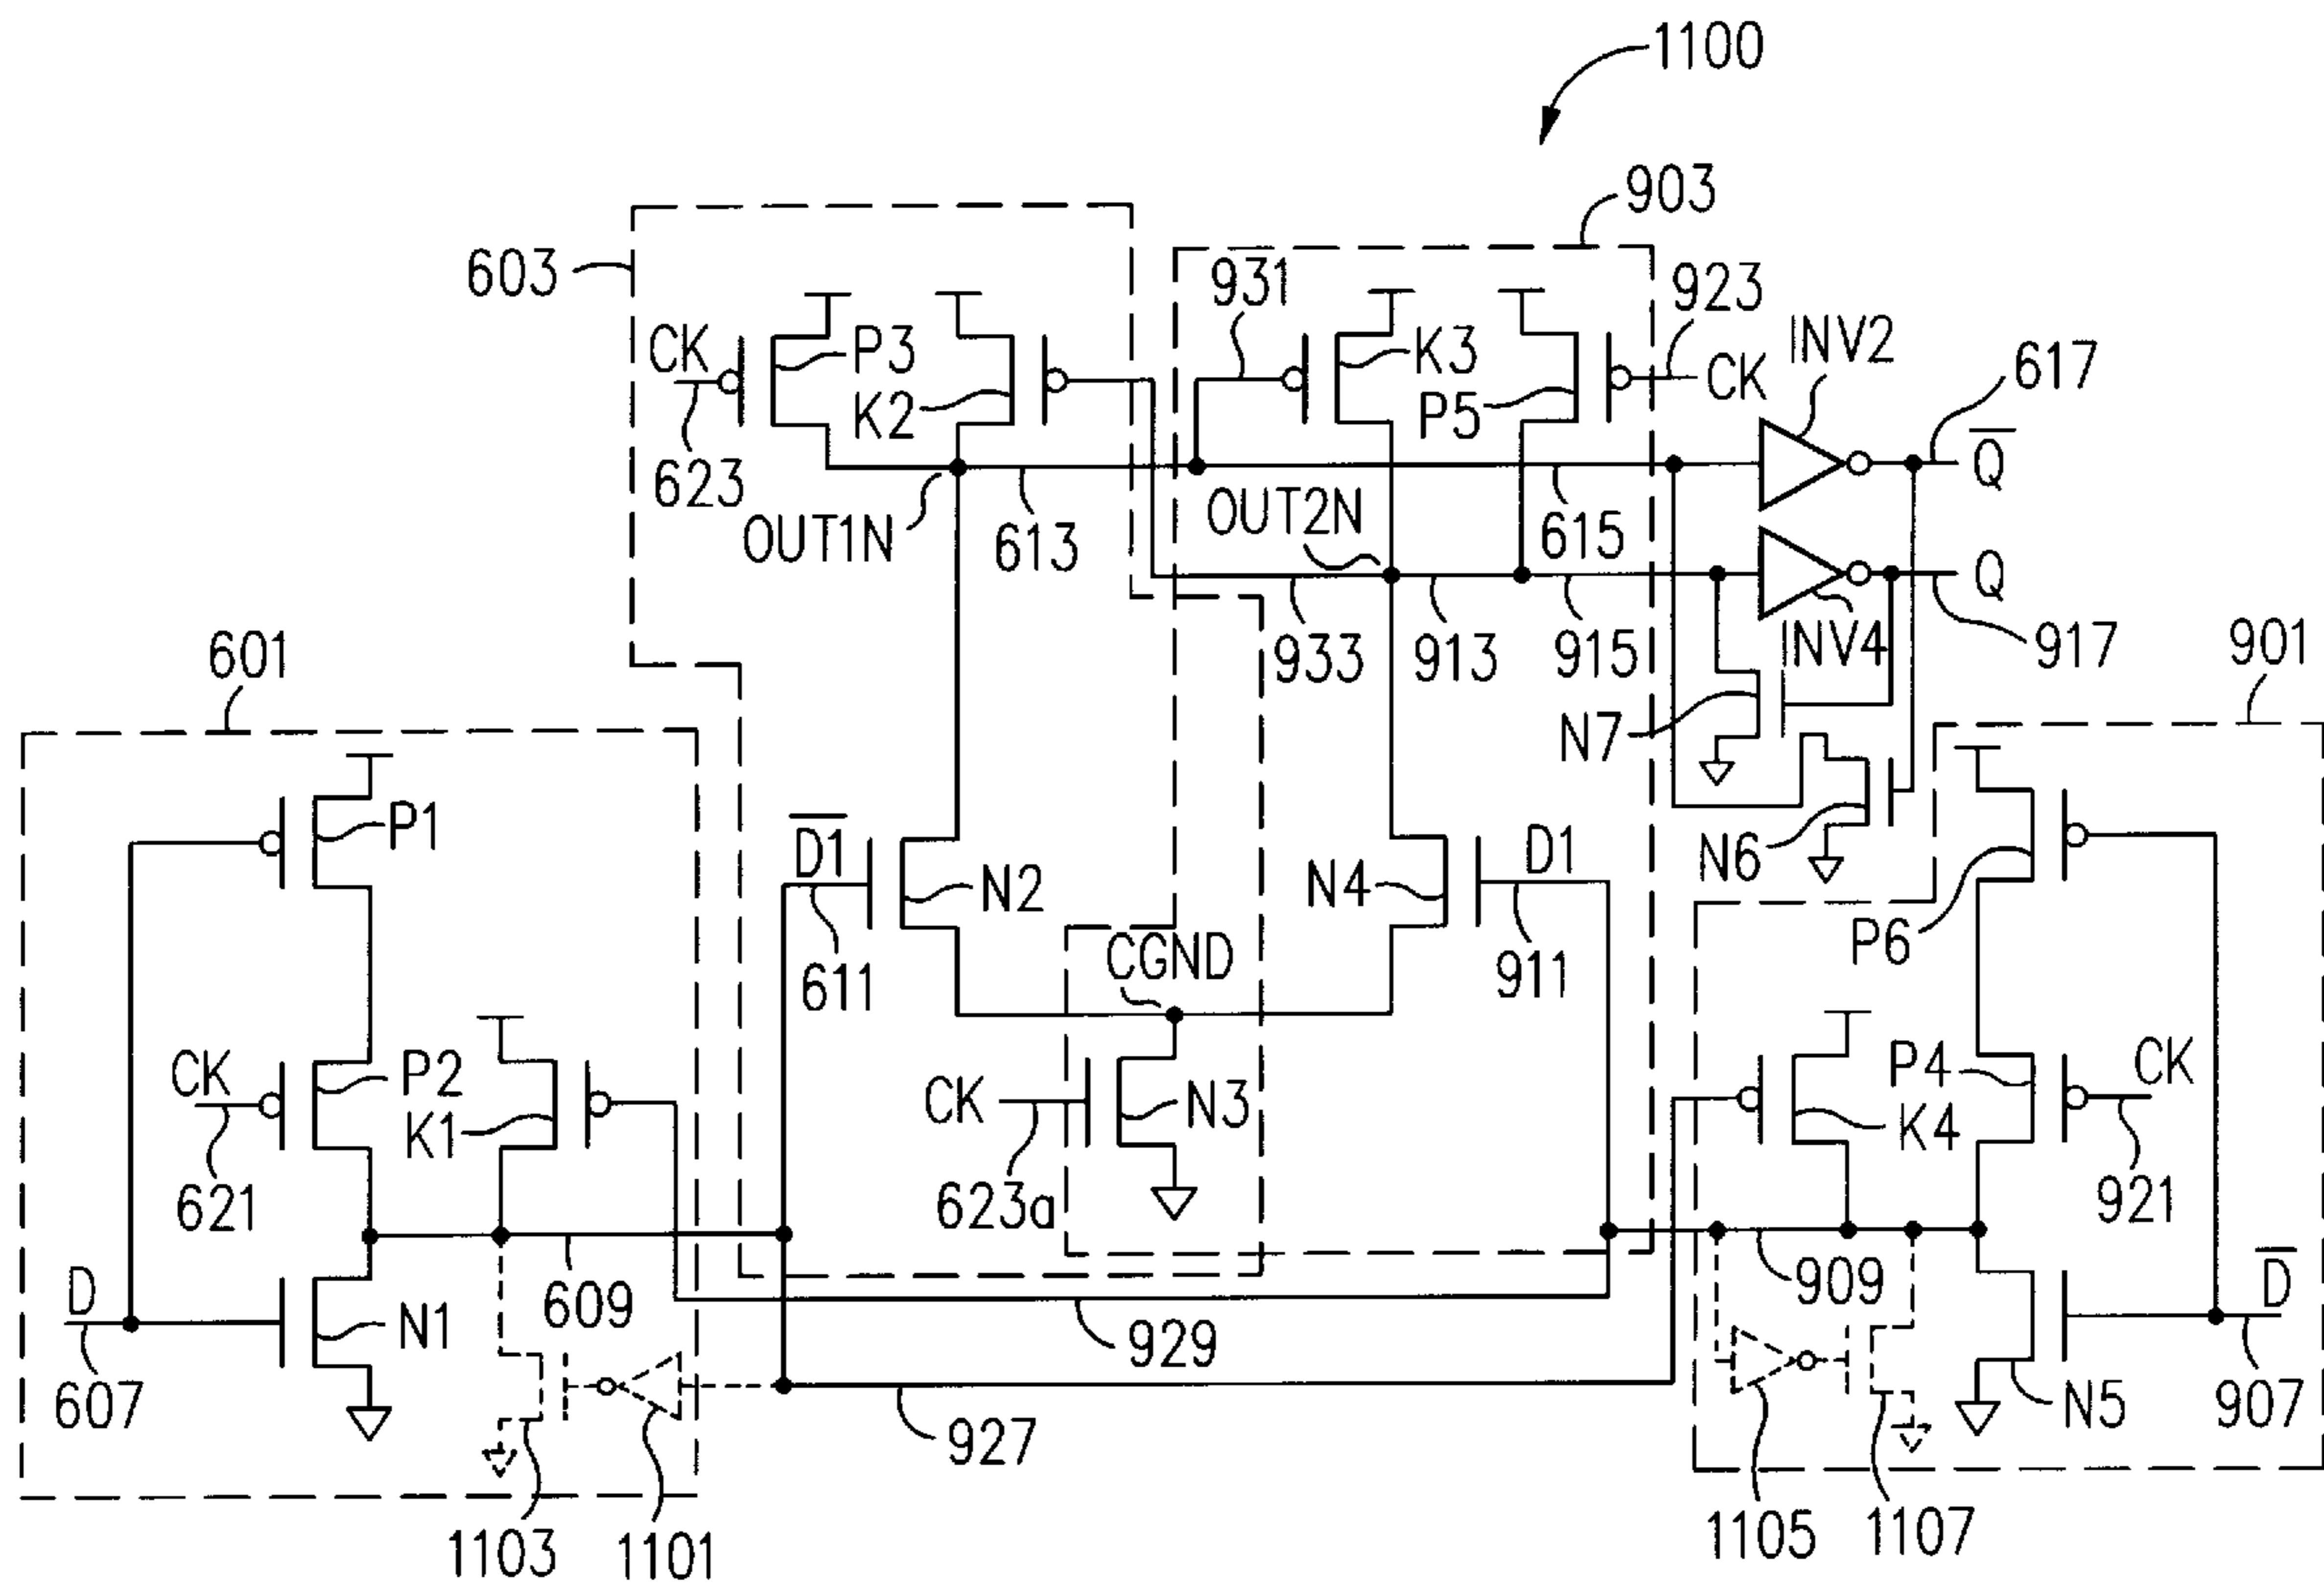 1100
903
603
931
923
CK
P3
K3
INV2
617
K2
P5
CK
Q̅
623
OUT1N
613
OUT2N
615
Q
601
933
913
915
INV4
917
901
N7
P1
D̅1̅
N2
N4
D1
N6
P6
611
CGND
911
CK
P2
K1
CK
N3
P4
K4
CK
621
623a
921
D
N1
609
909
D̅
929
607
927
N5
907
1103
1101
1105
1107